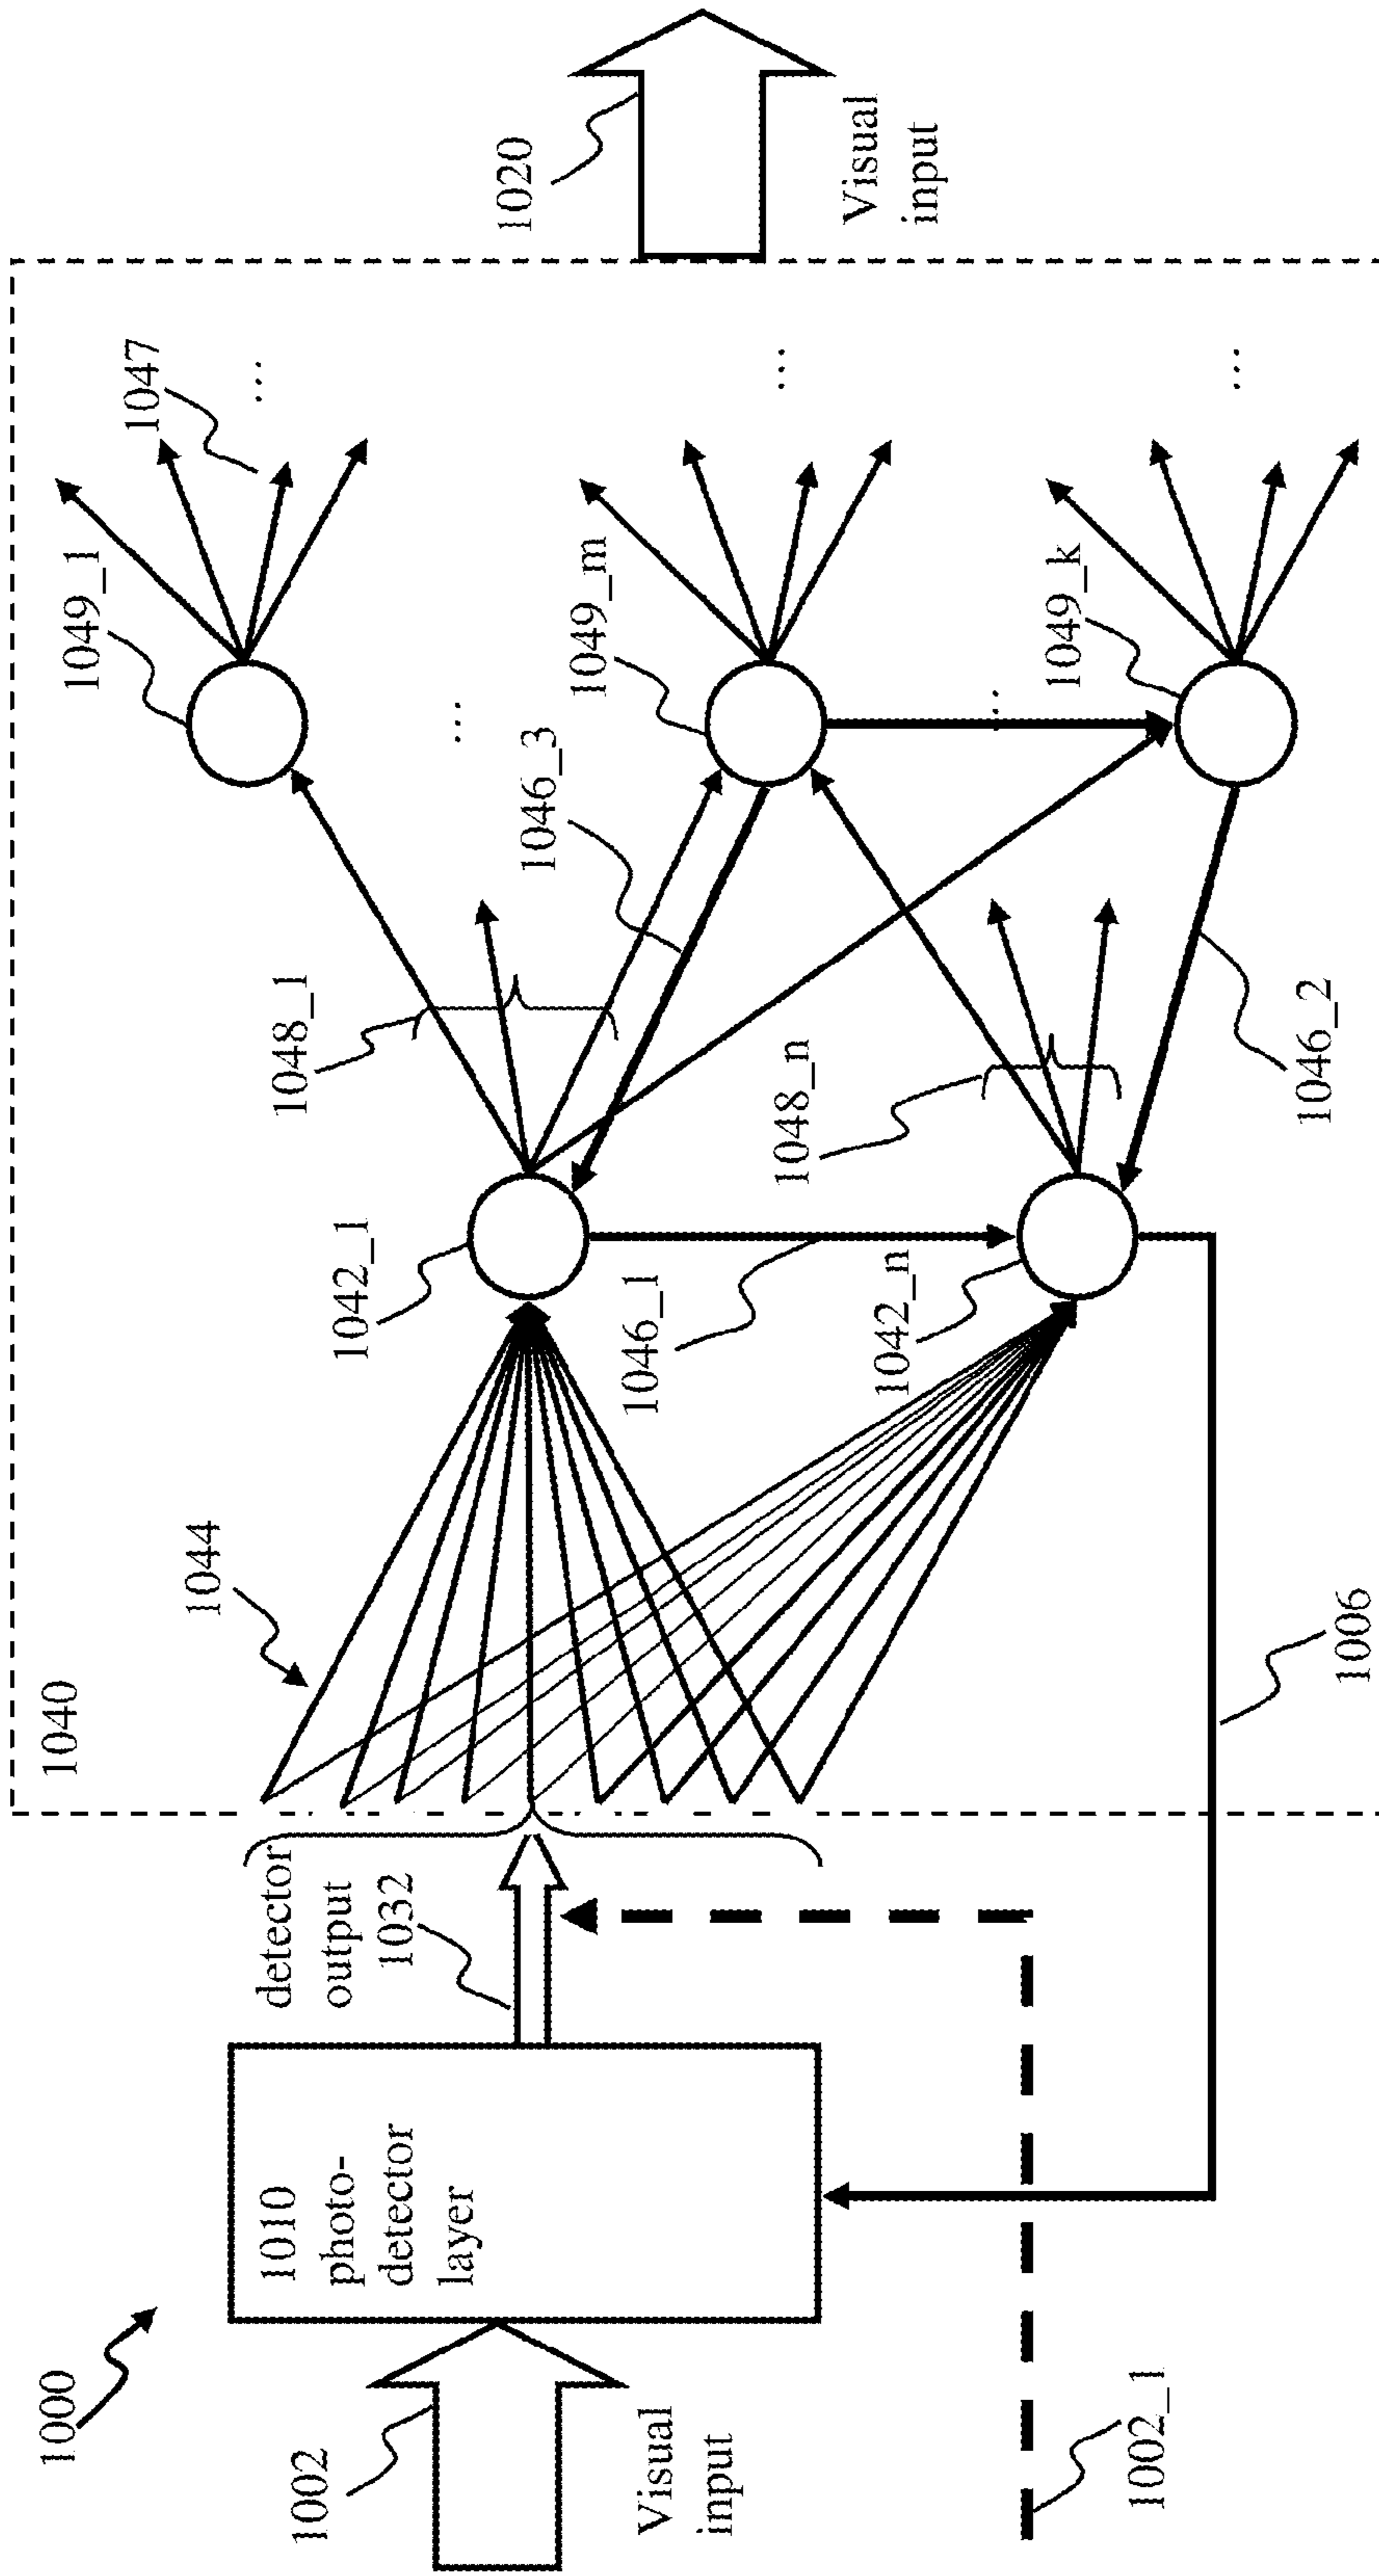 1000
1002
Visual
input
1002_1
1010
photo-
detector
layer
detector
output
1032
1006
1040
1044
1042_1
1046_1
1042_n
1048_1
1048_n
1046_3
1046_2
1049_1
1049_m
1049_k
...
...
1047
...
...
...
1020
Visual
input